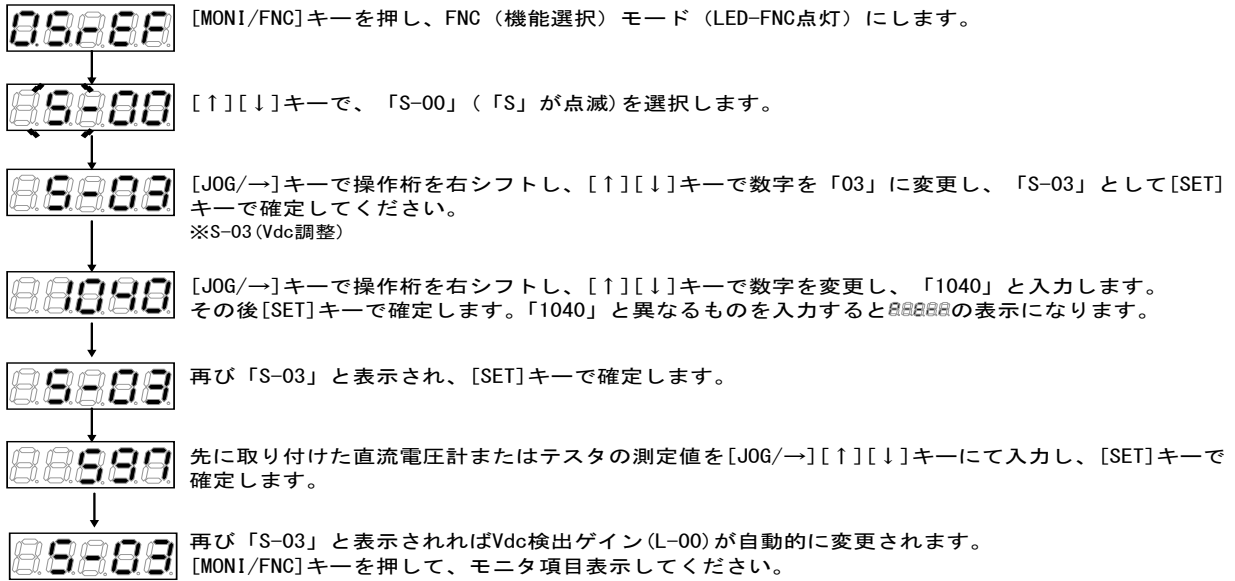 0.SrEF
[MONI/FNC]キーを押し、FNC（機能選択）モード（LED-FNC点灯）にします。
S-00
[↑][↓]キーで、「S-00」(「S」が点滅)を選択します。
S-03
[JOG/→]キーで操作桁を右シフトし、[↑][↓]キーで数字を「03」に変更し、「S-03」として[SET]
キーで確定してください。
※S-03(Vdc調整)
1040
[JOG/→]キーで操作桁を右シフトし、[↑][↓]キーで数字を変更し、「1040」と入力します。
その後[SET]キーで確定します。「1040」と異なるものを入力するとの表示になります。
S-03
再び「S-03」と表示され、[SET]キーで確定します。
537
先に取り付けた直流電圧計またはテスタの測定値を[JOG/→][↑][↓]キーにて入力し、[SET]キーで
確定します。
S-03
再び「S-03」と表示されればVdc検出ゲイン(L-00)が自動的に変更されます。
[MONI/FNC]キーを押して、モニタ項目表示してください。